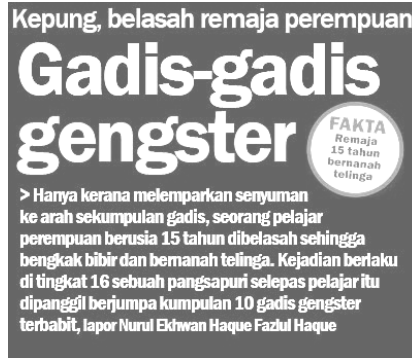 Kepung, belasah remaja perempuan
Gadis-gadis
gengster
FAKTA
Remaja
15 tahun
bernanah
telinga
> Hanya kerana melemparkan senyuman
ke arah sekumpulan gadis, seorang pelajar
perempuan berusia 15 tahun dibelasah sehingga
bengkak bibir dan bernanah telinga. Kejadian berlaku
di tingkat 16 sebuah pangsapuri selepas pelajar itu
dipanggil berjumpa kumpulan 10 gadis gengster
terbabit, lapor Nurul Ekhwan Haque Fazlul Haque